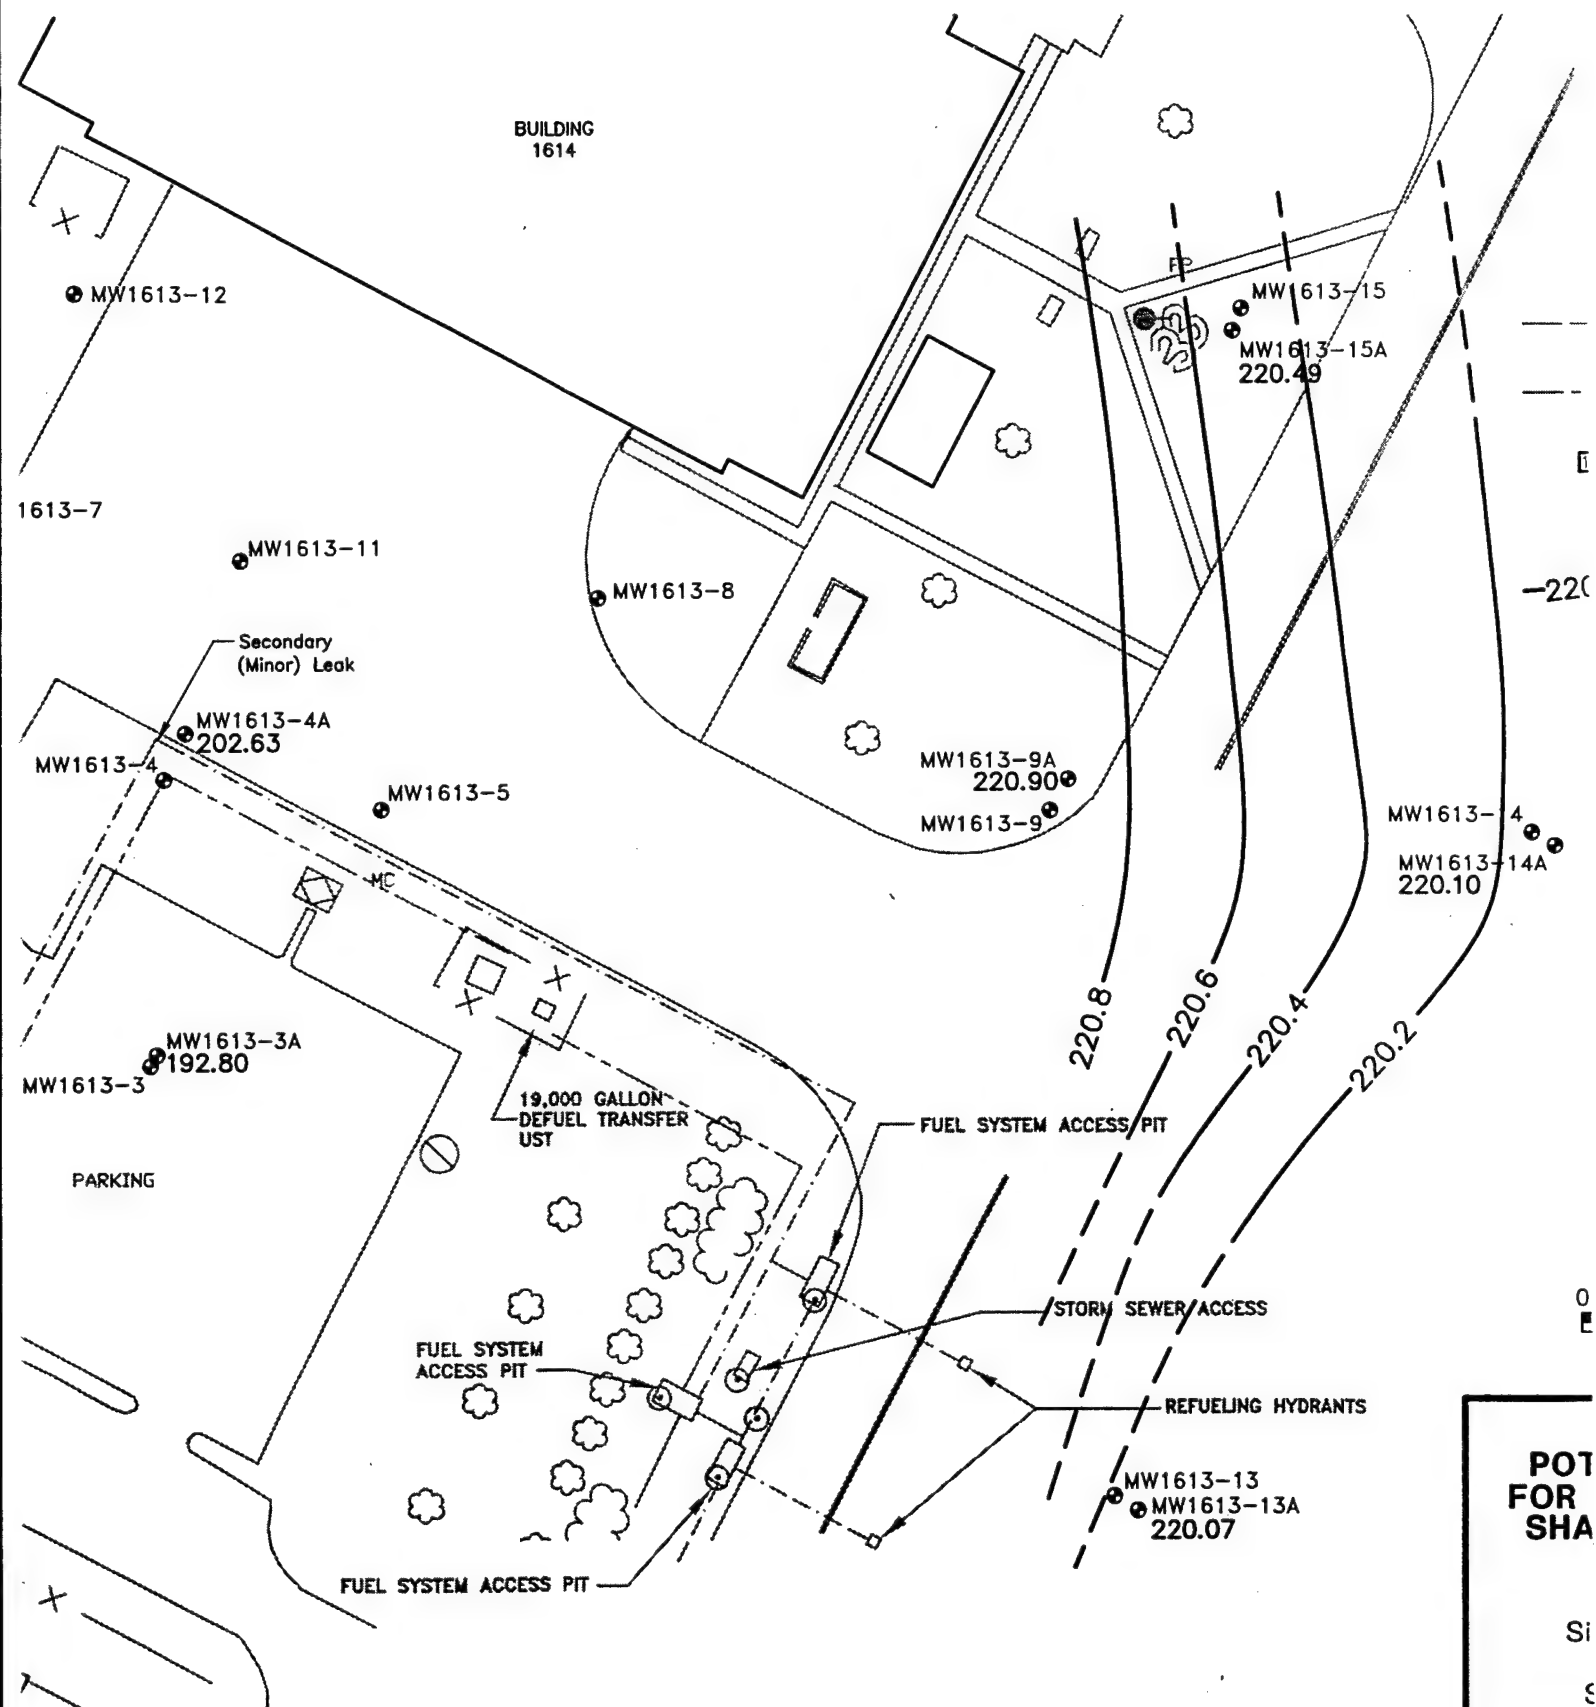 BUILDING
1614
MW1613-12
MW1613-15
MW1613-15A
220.49
1613-7
MW1613-11
MW1613-8
Secondary
(Minor) Leak
MW1613-4A
202.63
MW1613-4
MW1613-5
MW1613-9A
220.90
MW1613-9
MW1613-14
MW1613-14A
220.10
MC
220.8
220.6
220.4
220.2
MW1613-3A
192.80
MW1613-3
19,000 GALLON
DEFUEL TRANSFER
UST
FUEL SYSTEM ACCESS PIT
PARKING
STORM SEWER ACCESS
FUEL SYSTEM
ACCESS PIT
REFUELING HYDRANTS
MW1613-13
MW1613-13A
220.07
FUEL SYSTEM ACCESS PIT
POT
FOR
SHA
Si